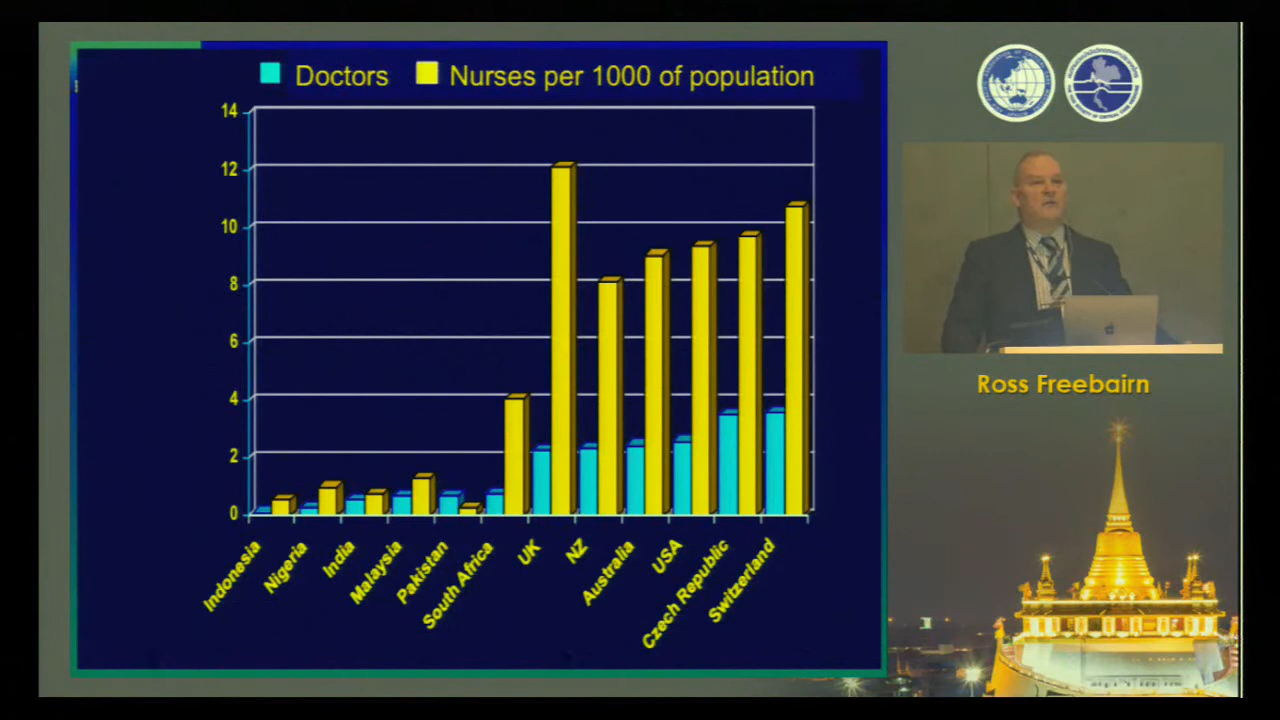 Doctors Nurses per 1000 of population
14
12
10
8
6
4
2
0
Indonesia
Nigeria
India
Malaysia
Pakistan
South Africa
UK
NZ
Australia
USA
Czech Republic
Switzerland
Ross Freebairn